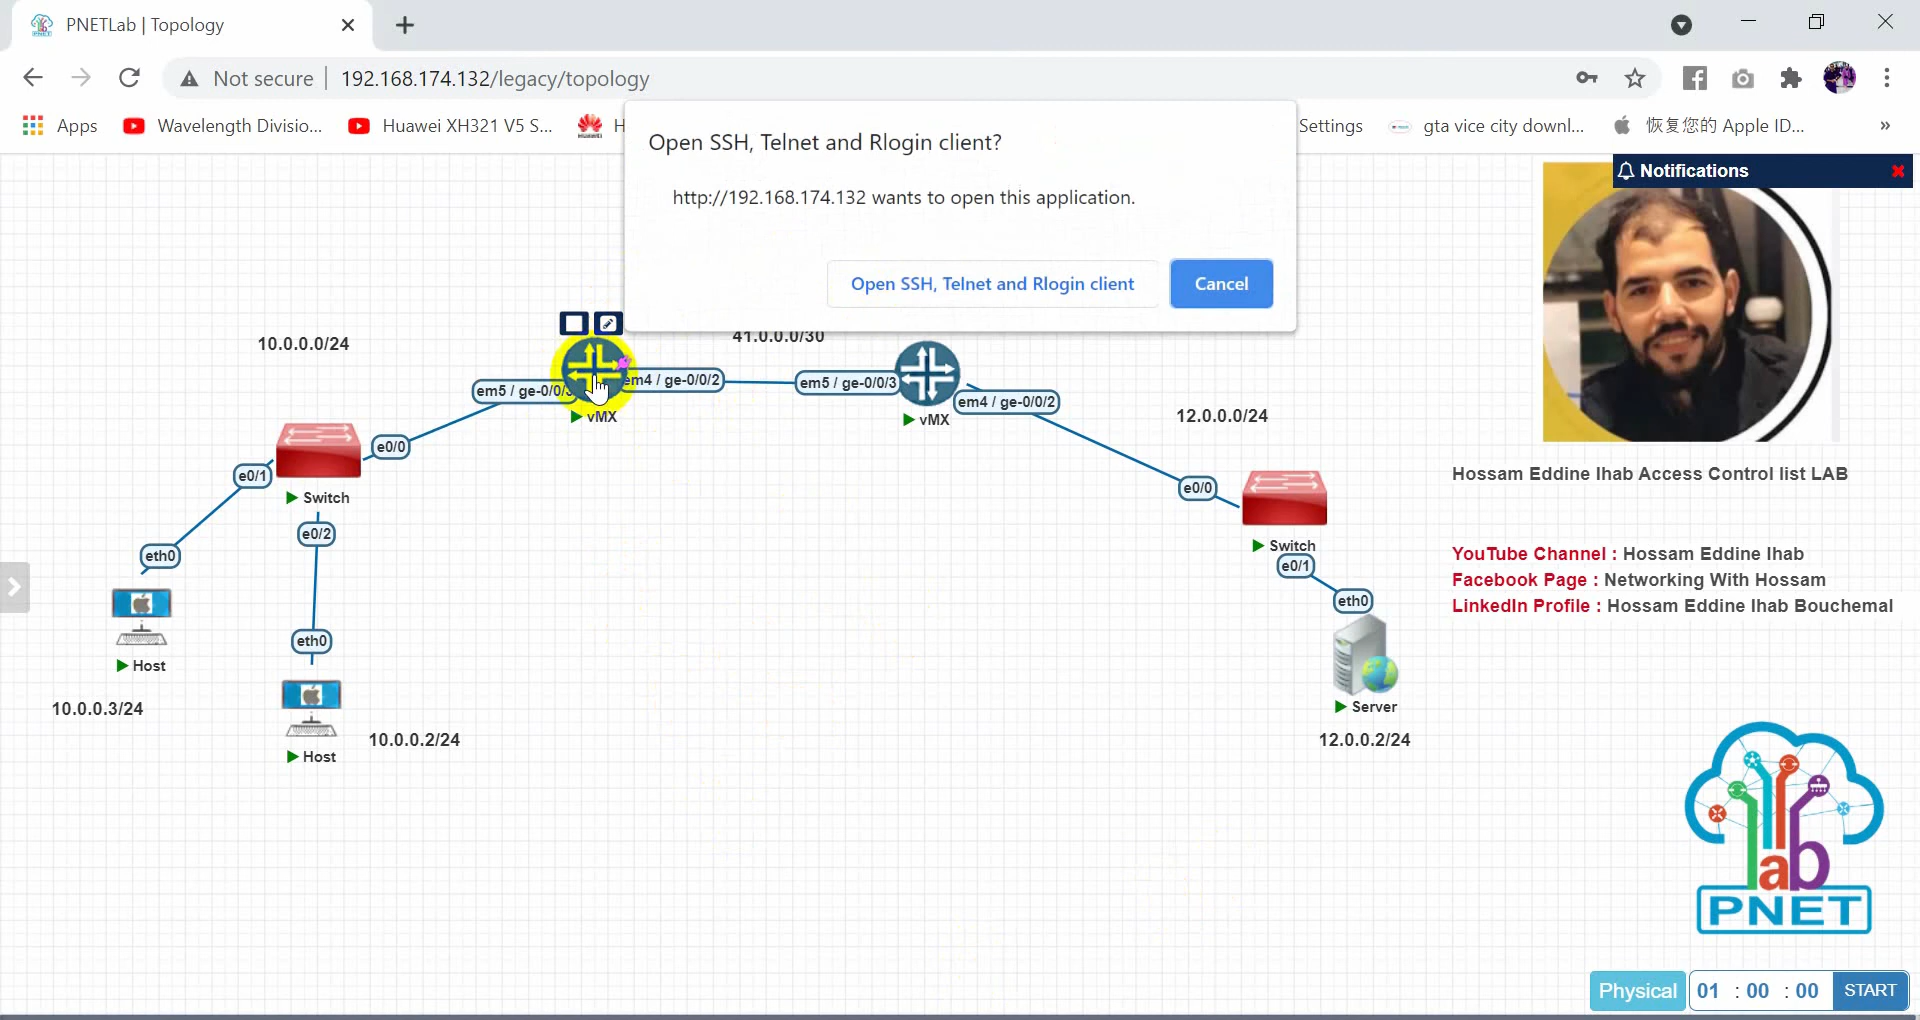 PNETLab | Topology
Not secure | 192.168.174.132/legacy/topology
Apps
Wavelength Divisio...
Huawei XH321 V5 S...
H
Settings
gta vice city downl...
恢复您的 Apple ID...
»
Open SSH, Telnet and Rlogin client?
http://192.168.174.132 wants to open this application.
Open SSH, Telnet and Rlogin client
Cancel
Notifications
10.0.0.0/24
41.0.0.0/30
em5 / ge-0/0/3
em4 / ge-0/0/2
em5 / ge-0/0/3
em4 / ge-0/0/2
vMX
vMX
12.0.0.0/24
e0/0
e0/1
Switch
e0/2
e0/0
Switch
e0/1
eth0
Host
10.0.0.3/24
eth0
Host
10.0.0.2/24
eth0
Server
12.0.0.2/24
Hossam Eddine Ihab Access Control list LAB
YouTube Channel : Hossam Eddine Ihab
Facebook Page : Networking With Hossam
LinkedIn Profile : Hossam Eddine Ihab Bouchemal
lab
PNET
Physical
01 : 00 : 00
START